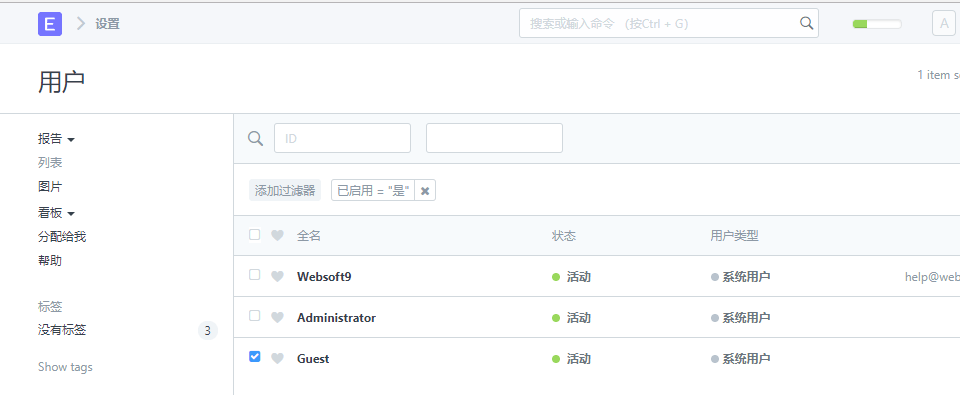 E 设置 搜索或输入命令 （按Ctrl + G） A
用户 1 item s
报告
列表
图片
看板
分配给我
帮助
标签
没有标签 3
Show tags
ID
添加过滤器 已启用 = "是"
全名 状态 用户类型
Websoft9 活动 系统用户 help@web
Administrator 活动 系统用户
Guest 活动 系统用户